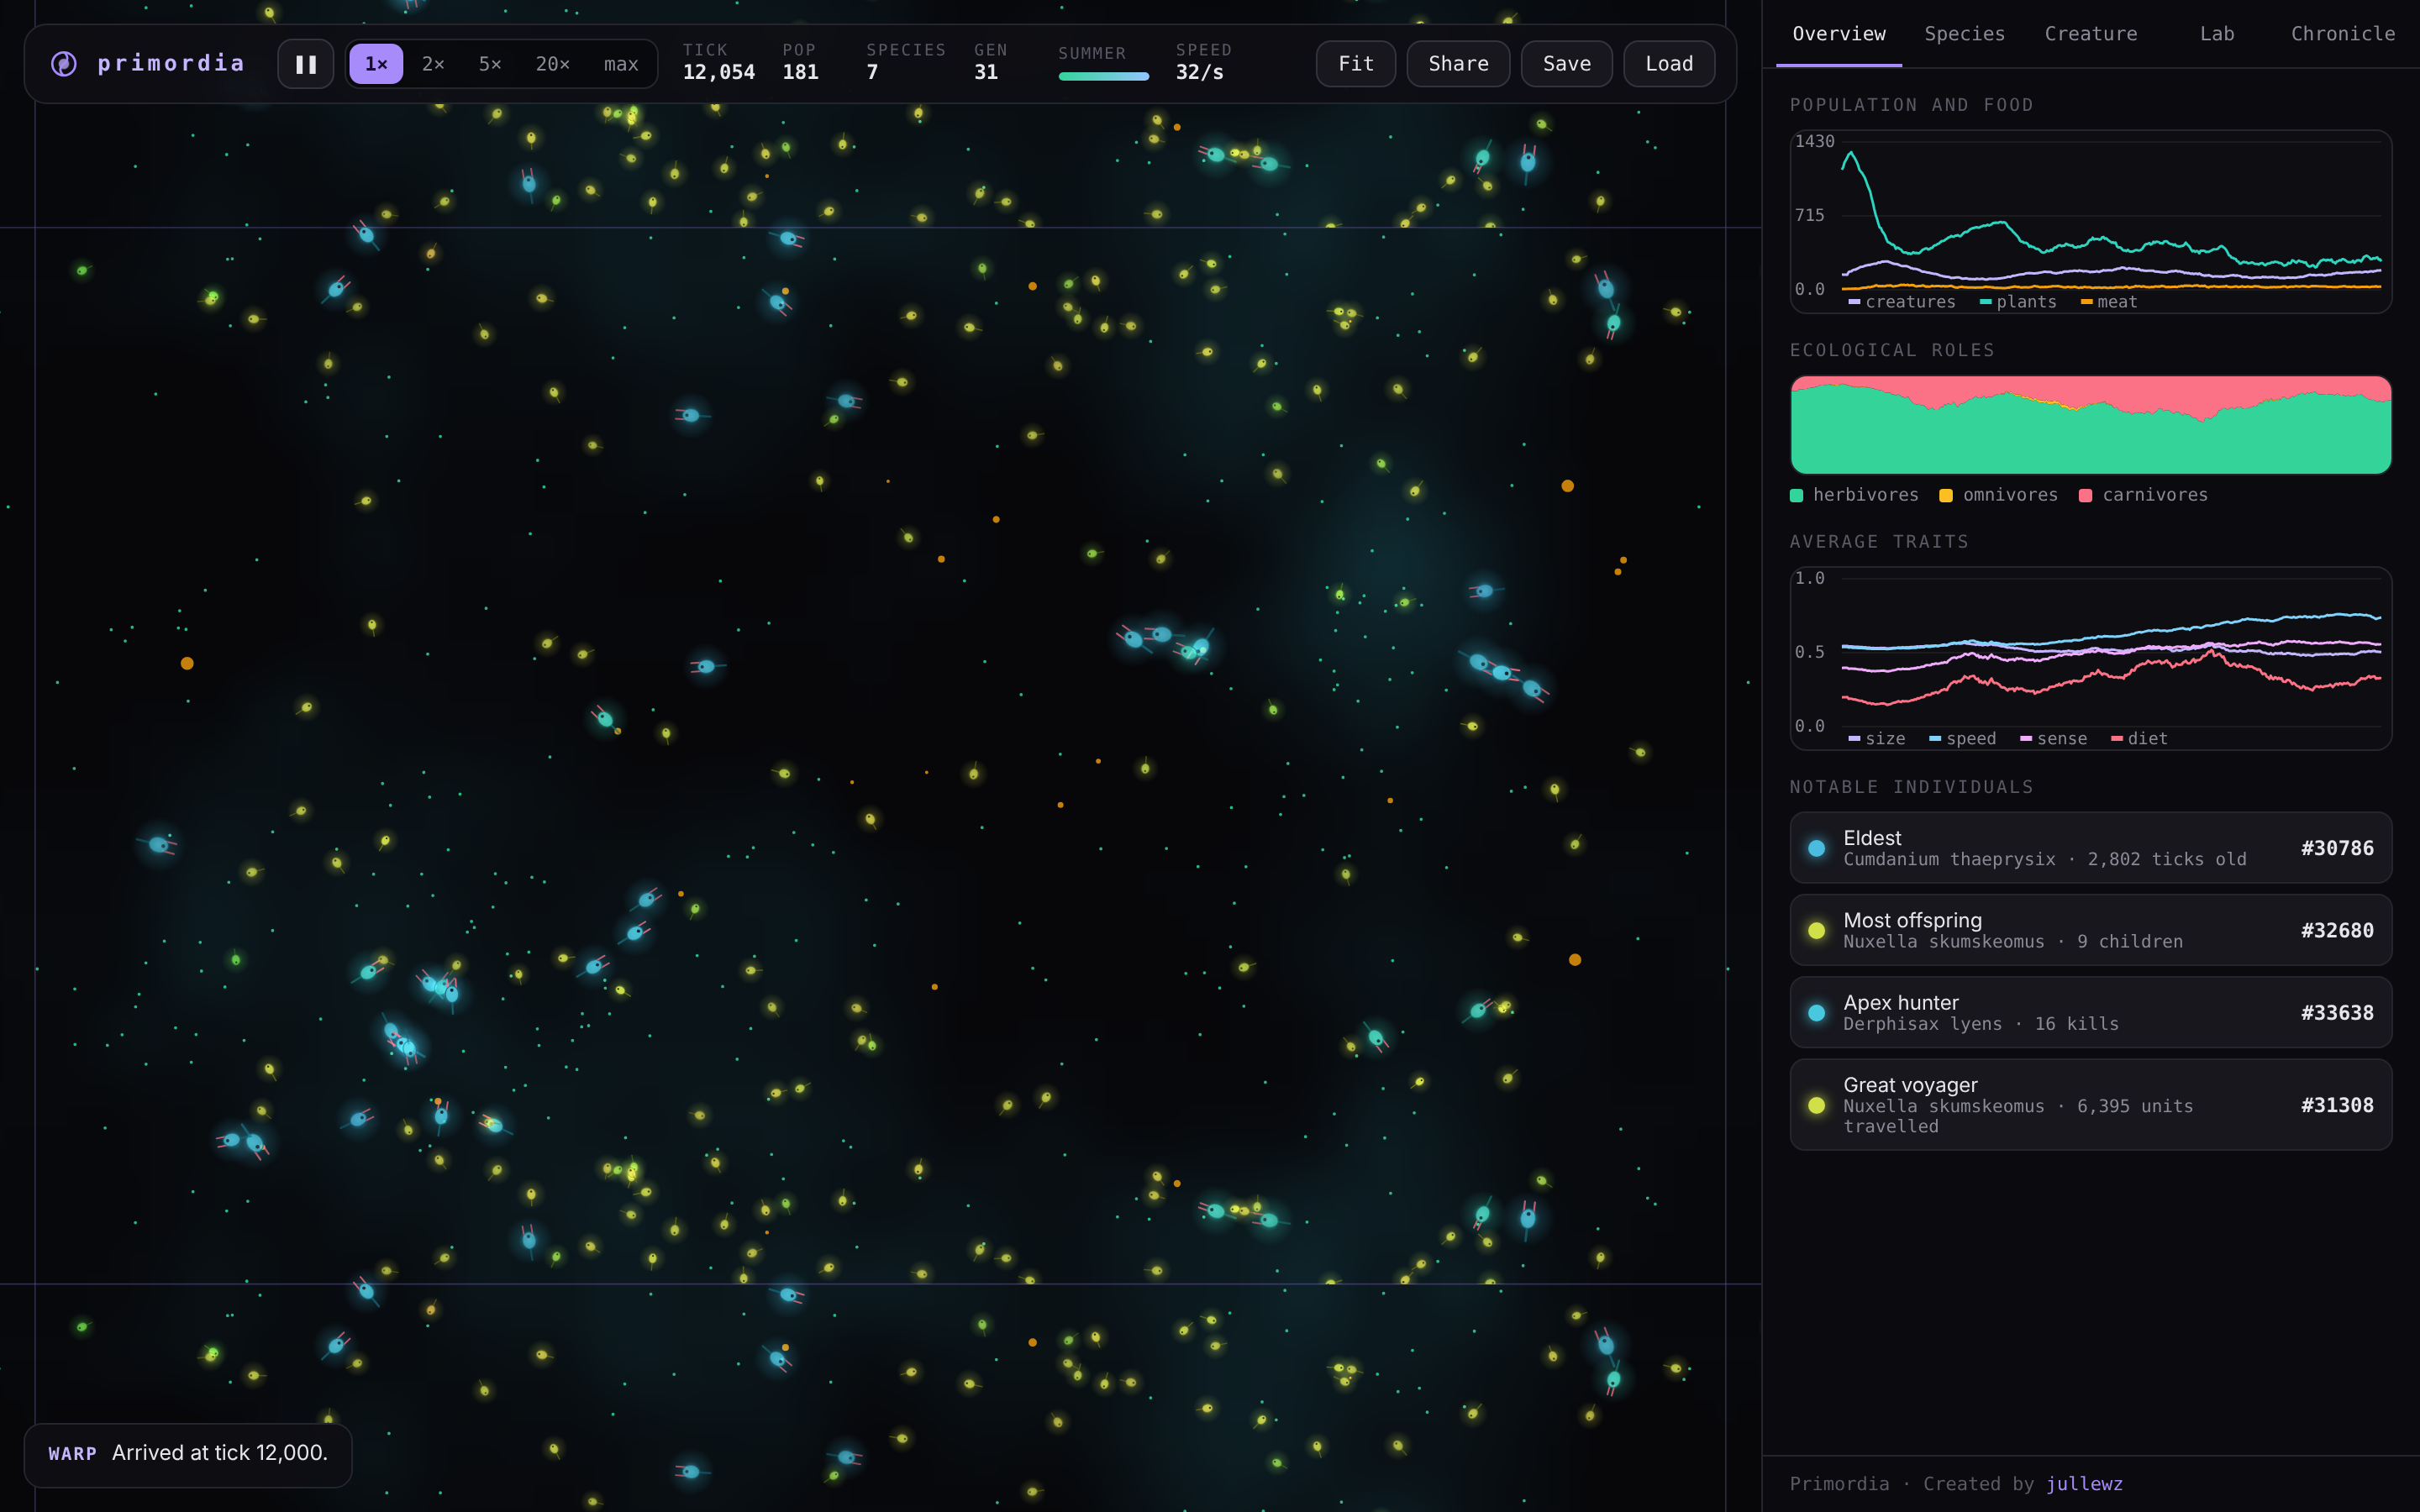 primordia
1× 2× 5× 20× max
TICK POP SPECIES GEN SUMMER SPEED
12,054 181 7 31 32/s
Fit Share Save Load
Overview Species Creature Lab Chronicle
POPULATION AND FOOD
1430
715
0.0
creatures plants meat
ECOLOGICAL ROLES
herbivores omnivores carnivores
AVERAGE TRAITS
1.0
0.5
0.0
size speed sense diet
NOTABLE INDIVIDUALS
Eldest
Cumdanium thaeprysix · 2,802 ticks old #30786
Most offspring
Nuxella skumskeomus · 9 children #32680
Apex hunter
Derphisax lyens · 16 kills #33638
Great voyager
Nuxella skumskeomus · 6,395 units #31308
travelled
WARP Arrived at tick 12,000.
Primordia · Created by jullewz